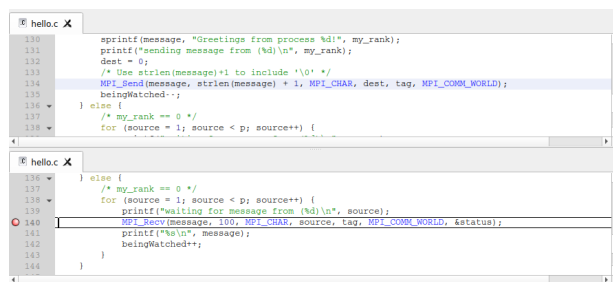 hello.c
130 sprintf(message, "Greetings from process %d!", my_rank);
131 printf("sending message from (%d)\n", my_rank);
132 dest = 0;
133 /* Use strlen(message)+1 to include '\0' */
134 MPI_Send(message, strlen(message) + 1, MPI_CHAR, dest, tag, MPI_COMM_WORLD);
135 beingWatched--;
136 } else {
137 /* my_rank == 0 */
138 for (source = 1; source < p; source++) {
hello.c
136 } else {
137 /* my_rank == 0 */
138 for (source = 1; source < p; source++) {
139 printf("waiting for message from (%d)\n", source);
140 MPI_Recv(message, 100, MPI_CHAR, source, tag, MPI_COMM_WORLD, &status);
141 printf("%s\n", message);
142 beingWatched++;
143 }
144 }